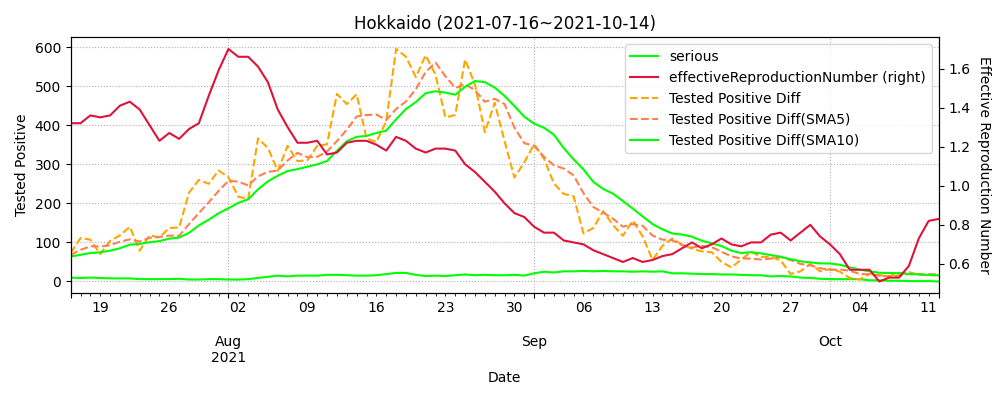 Hokkaido (2021-07-16~2021-10-14)
Tested Positive
600
500
400
300
200
100
0
serious
effectiveReproductionNumber (right)
Tested Positive Diff
Tested Positive Diff(SMA5)
Tested Positive Diff(SMA10)
1.6
1.4
1.2
1.0
0.8
0.6
Effective Reproduction Number
19 26 02 09 16 23 30 06 13 20 27 04 11
Aug Sep Oct
2021
Date